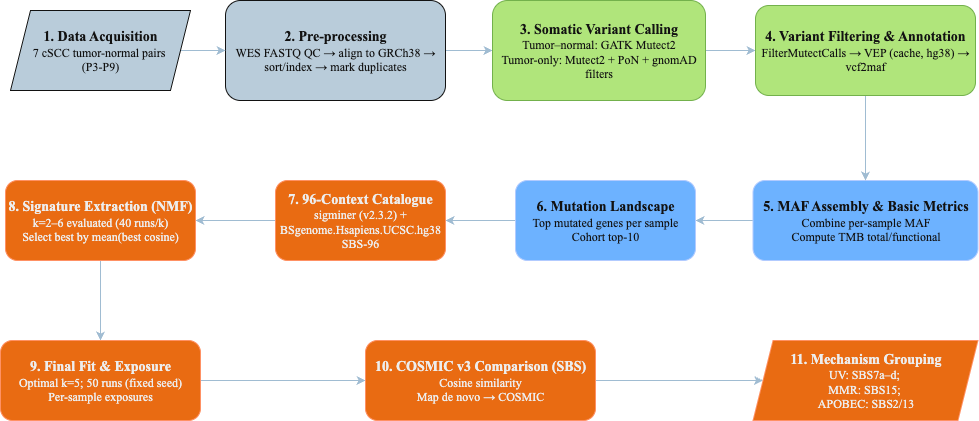 1. Data Acquisition
7 cSCC tumor-normal pairs
(P3-P9)
2. Pre-processing
WES FASTQ QC → align to GRCh38 →
sort/index → mark duplicates
3. Somatic Variant Calling
Tumor–normal: GATK Mutect2
Tumor-only: Mutect2 + PoN + gnomAD
filters
4. Variant Filtering & Annotation
FilterMutectCalls → VEP (cache, hg38) →
vcf2maf
8. Signature Extraction (NMF)
k=2–6 evaluated (40 runs/k)
Select best by mean(best cosine)
7. 96-Context Catalogue
sigminer (v2.3.2) +
BSgenome.Hsapiens.UCSC.hg38
SBS-96
6. Mutation Landscape
Top mutated genes per sample
Cohort top-10
5. MAF Assembly & Basic Metrics
Combine per-sample MAF
Compute TMB total/functional
9. Final Fit & Exposure
Optimal k=5; 50 runs (fixed seed)
Per-sample exposures
10. COSMIC v3 Comparison (SBS)
Cosine similarity
Map de novo → COSMIC
11. Mechanism Grouping
UV: SBS7a–d;
MMR: SBS15;
APOBEC: SBS2/13